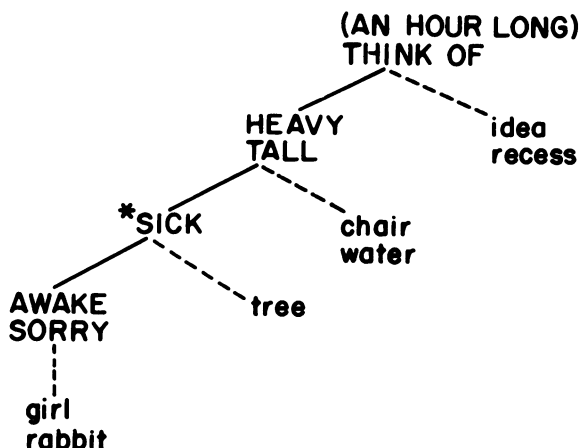 (AN HOUR LONG)
THINK OF
idea
recess
HEAVY
TALL
chair
water
*SICK
tree
AWAKE
SORRY
girl
rabbit